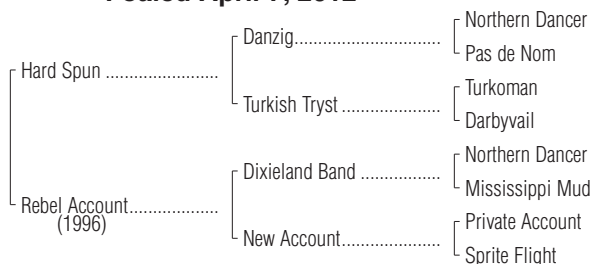 Foaled April 7, 2012
Northern Dancer
Danzig..................................
Pas de Nom
Hard Spun ..........................
Turkoman
Turkish Tryst .......................
Darbyvail
Northern Dancer
Dixieland Band ...................
Mississippi Mud
Rebel Account.....................
(1996)
Private Account
New Account.......................
Sprite Flight